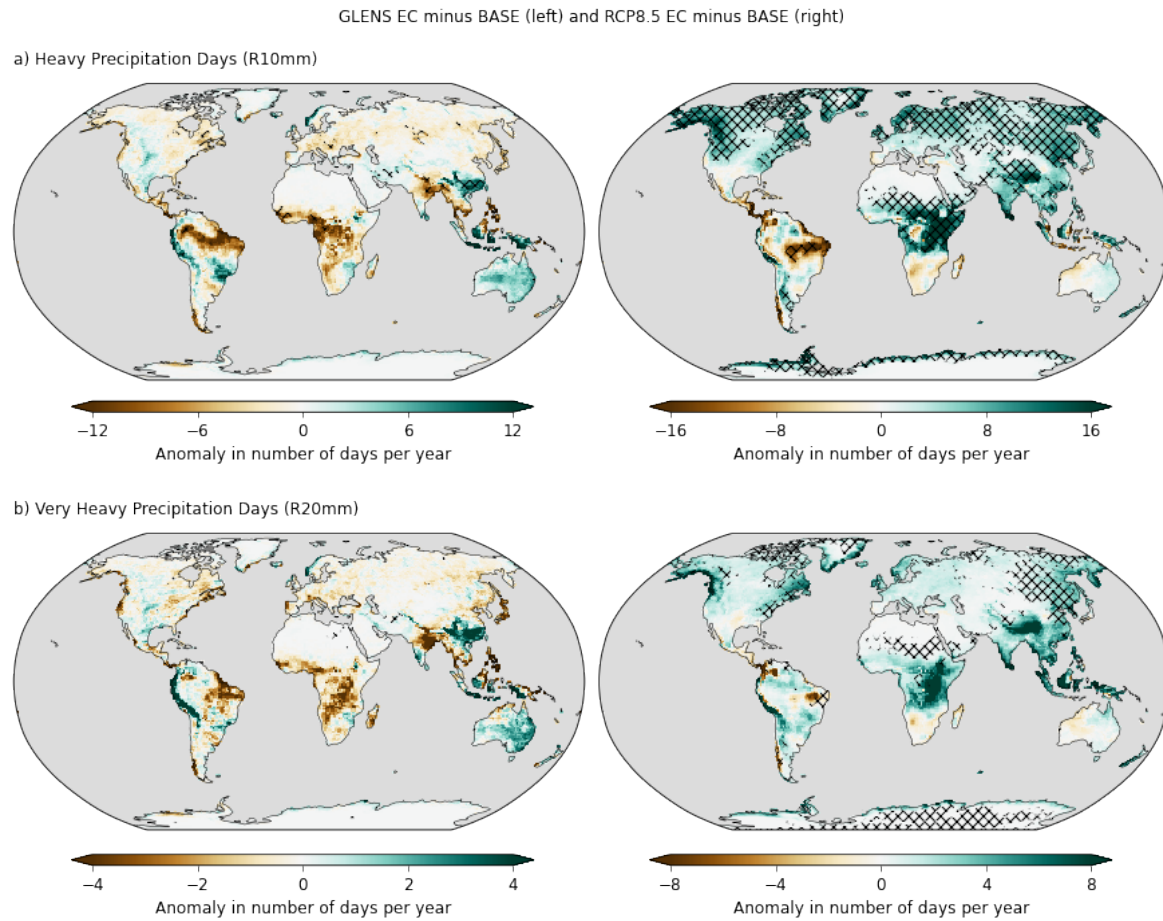 GLENS EC minus BASE (left) and RCP8.5 EC minus BASE (right)
a) Heavy Precipitation Days (R10mm)
−12 −6 0 6 12
Anomaly in number of days per year
−16 −8 0 8 16
Anomaly in number of days per year
b) Very Heavy Precipitation Days (R20mm)
−4 −2 0 2 4
Anomaly in number of days per year
−8 −4 0 4 8
Anomaly in number of days per year